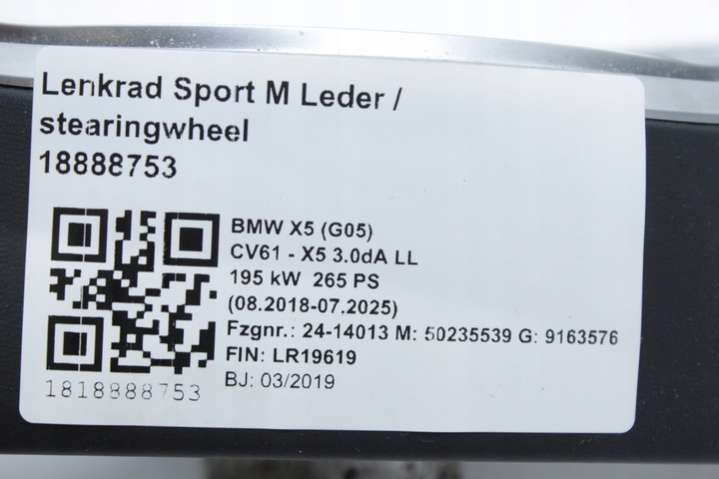 Lenkrad Sport M Leder /
stearingwheel
18888753
BMW X5 (G05)
CV61 - X5 3.0dA LL
195 kW 265 PS
(08.2018-07.2025)
Fzgnr.: 24-14013 M: 50235539 G: 9163576
FIN: LR19619
BJ: 03/2019
1818888753